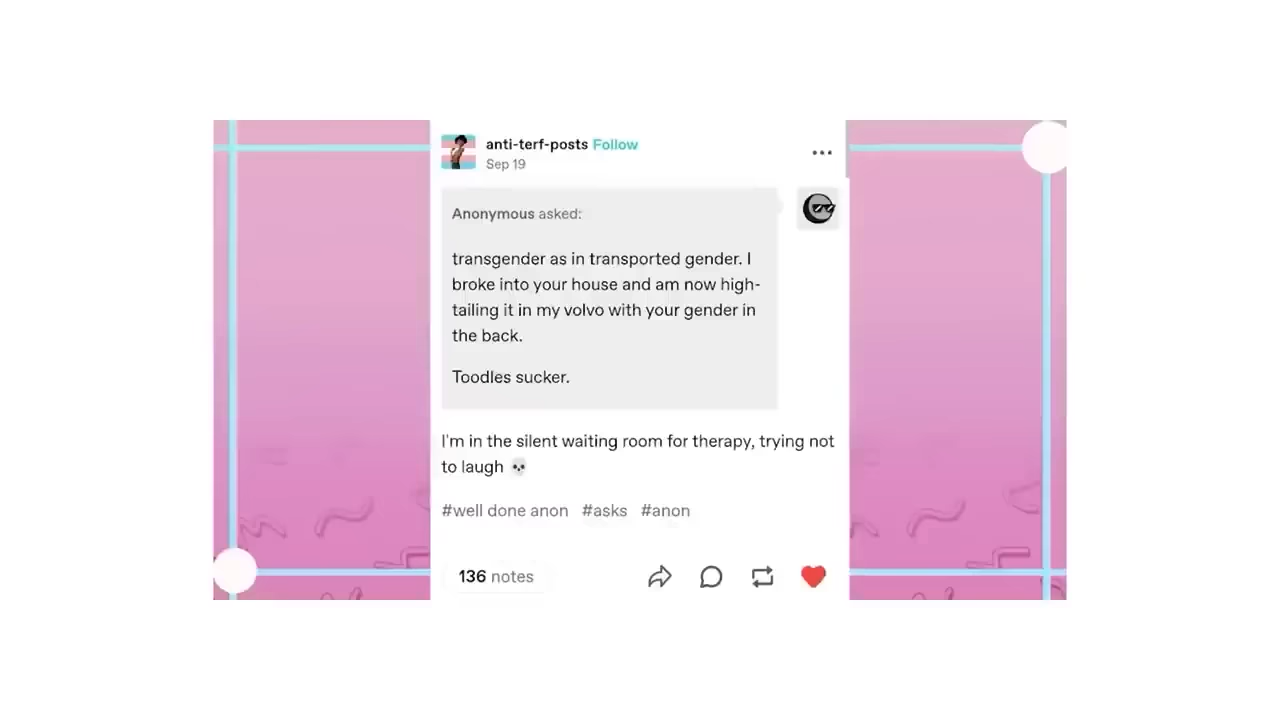 anti-terf-posts Follow
Sep 19
Anonymous asked:
transgender as in transported gender. I
broke into your house and am now high-
tailing it in my volvo with your gender in
the back.
Toodles sucker.
I'm in the silent waiting room for therapy, trying not
to laugh 💀
#well done anon #asks #anon
136 notes